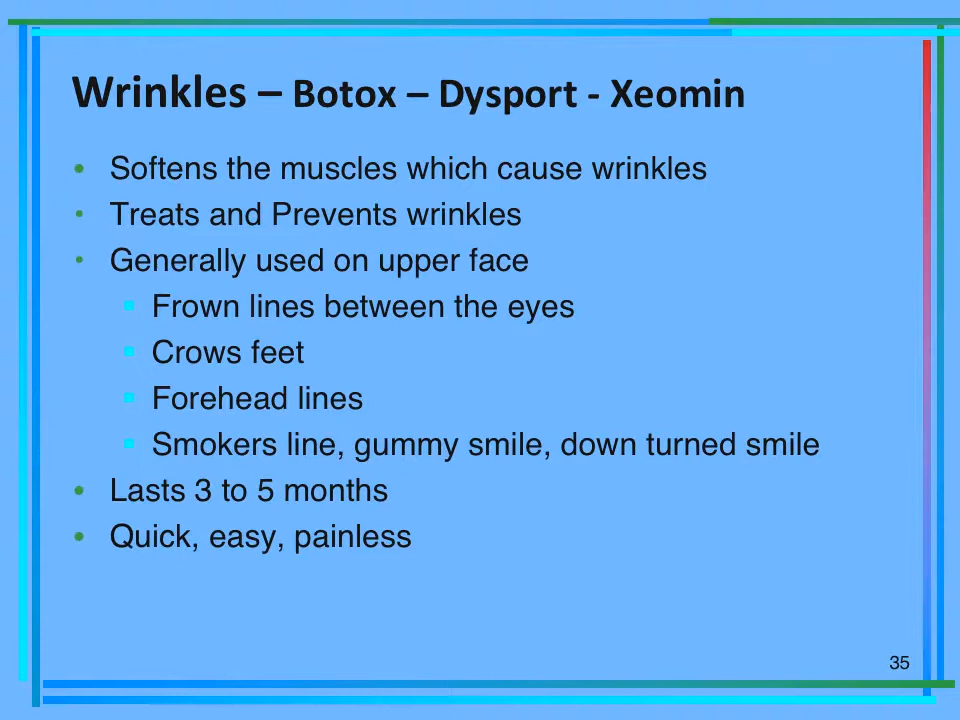 Wrinkles – Botox – Dysport - Xeomin
• Softens the muscles which cause wrinkles
• Treats and Prevents wrinkles
• Generally used on upper face
▪ Frown lines between the eyes
▪ Crows feet
▪ Forehead lines
▪ Smokers line, gummy smile, down turned smile
• Lasts 3 to 5 months
• Quick, easy, painless
35